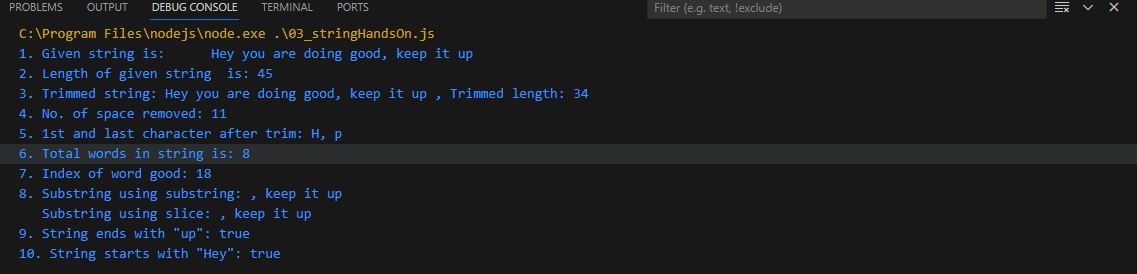 PROBLEMS OUTPUT DEBUG CONSOLE TERMINAL PORTS Filter (e.g. text, !exclude)
C:\Program Files\nodejs\node.exe .\03_stringHandsOn.js
1. Given string is:      Hey you are doing good, keep it up
2. Length of given string  is: 45
3. Trimmed string: Hey you are doing good, keep it up , Trimmed length: 34
4. No. of space removed: 11
5. 1st and last character after trim: H, p
6. Total words in string is: 8
7. Index of word good: 18
8. Substring using substring: , keep it up
   Substring using slice: , keep it up
9. String ends with "up": true
10. String starts with "Hey": true